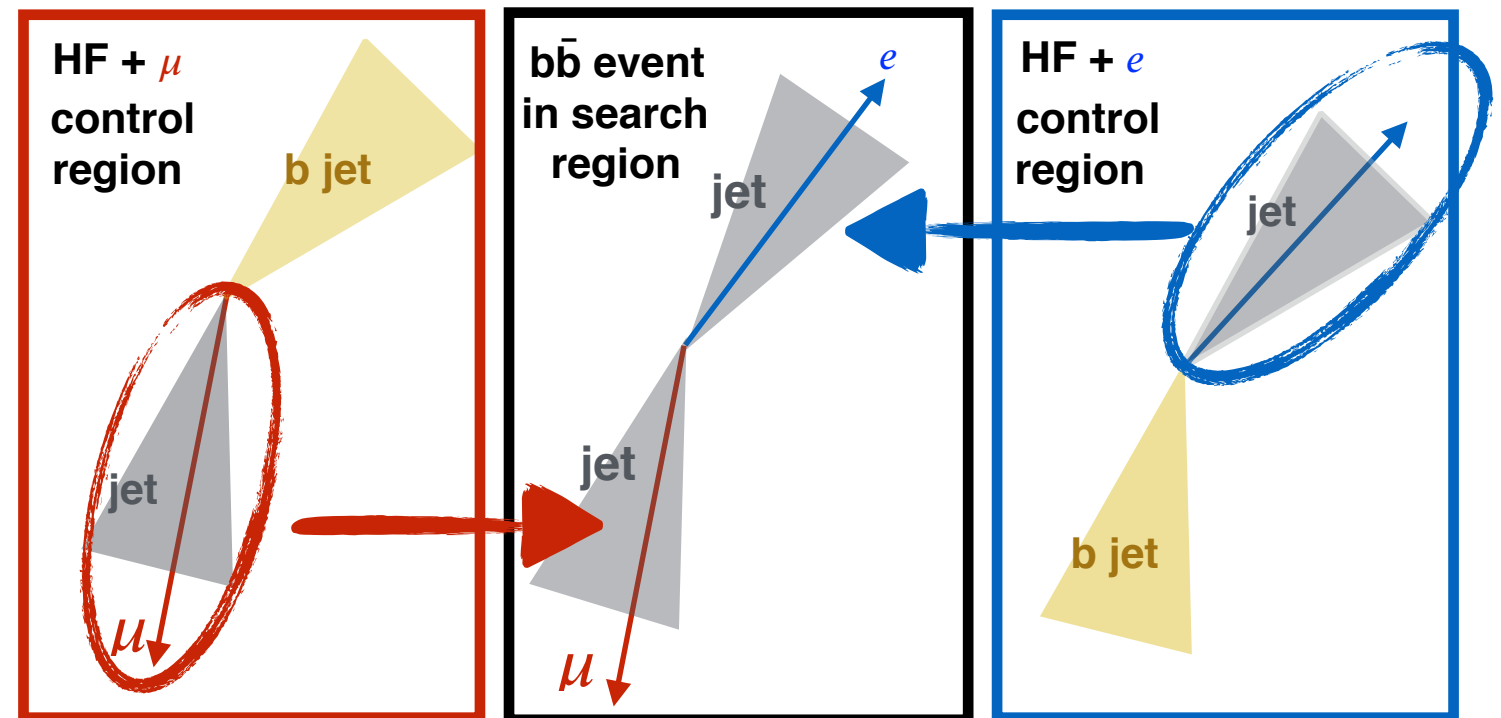 HF + μ
control
region
b jet
jet
μ
bb̄ event
in search
region
e
jet
jet
μ
HF + e
control
region
jet
b jet